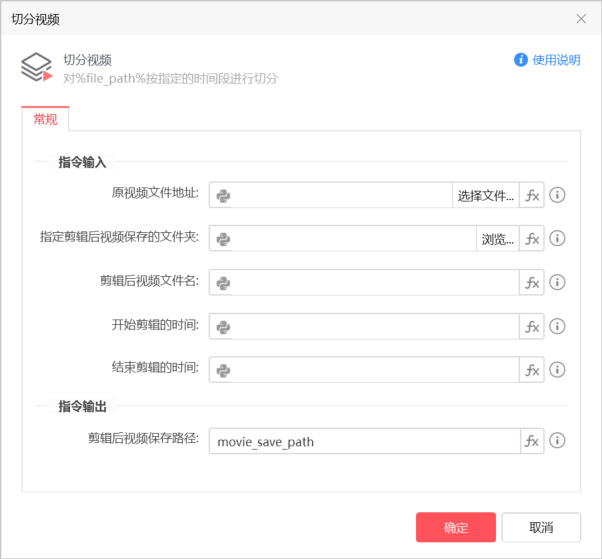 切分视频
切分视频
使用说明
对%file_path%按指定的时间段进行切分
常规
指令输入
原视频文件地址: 选择文件... fx
指定剪辑后视频保存的文件夹: 浏览... fx
剪辑后视频文件名: fx
开始剪辑的时间: fx
结束剪辑的时间: fx
指令输出
剪辑后视频保存路径: movie_save_path fx
确定 取消